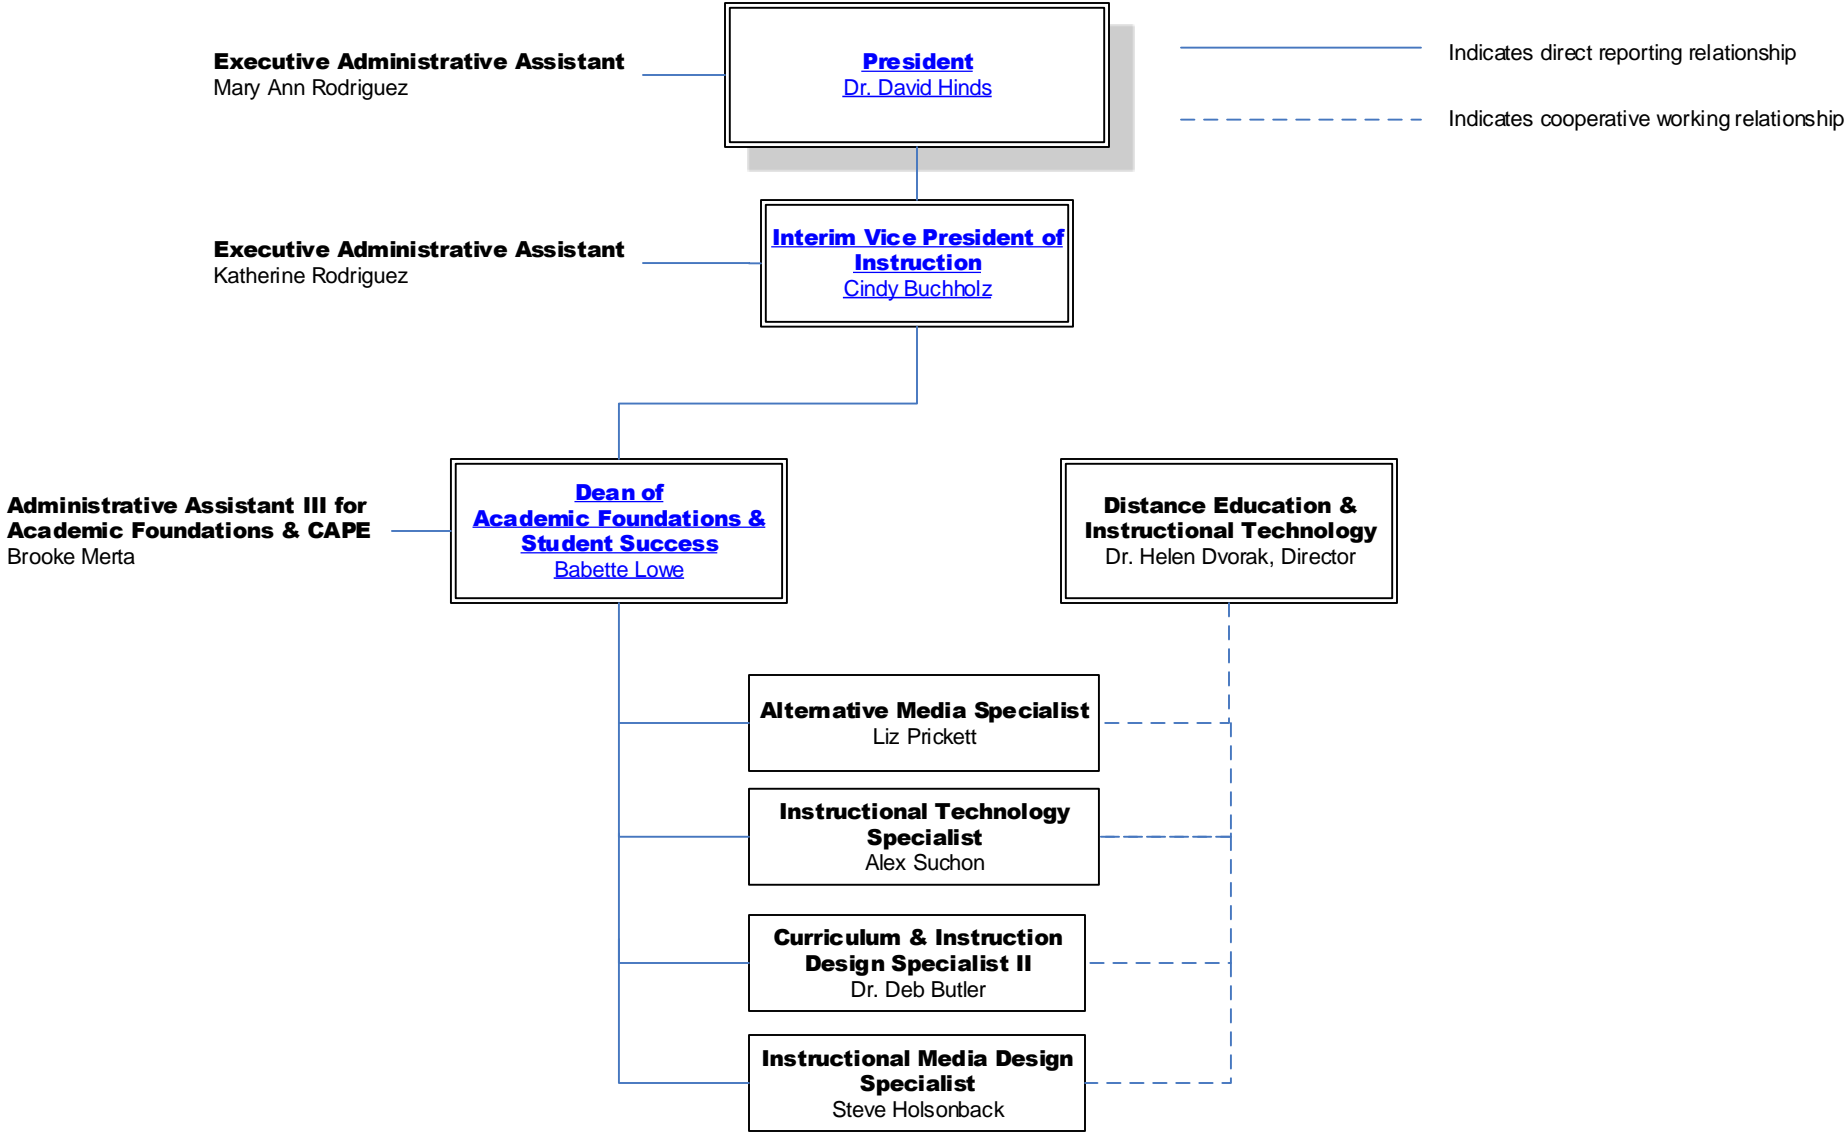 Executive Administrative Assistant
Mary Ann Rodriguez
President
Dr. David Hinds
Indicates direct reporting relationship
Indicates cooperative working relationship
Executive Administrative Assistant
Katherine Rodriguez
Interim Vice President of
Instruction
Cindy Buchholz
Administrative Assistant III for
Academic Foundations & CAPE
Brooke Merta
Dean of
Academic Foundations &
Student Success
Babette Lowe
Distance Education &
Instructional Technology
Dr. Helen Dvorak, Director
Alternative Media Specialist
Liz Prickett
Instructional Technology
Specialist
Alex Suchon
Curriculum & Instruction
Design Specialist II
Dr. Deb Butler
Instructional Media Design
Specialist
Steve Holsonback